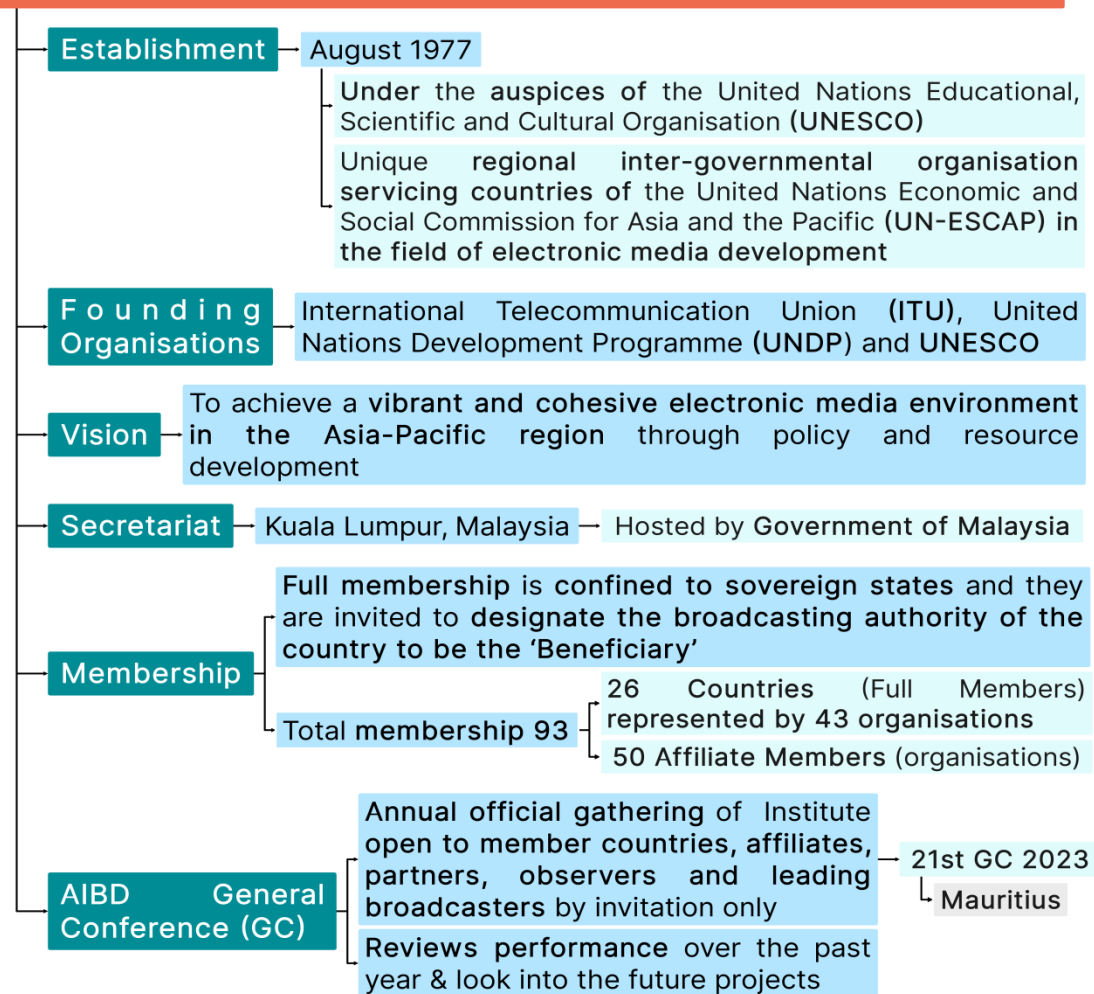 Establishment
August 1977
Under the auspices of the United Nations Educational,
Scientific and Cultural Organisation (UNESCO)
Unique regional inter-governmental organisation
servicing countries of the United Nations Economic and
Social Commission for Asia and the Pacific (UN-ESCAP) in
the field of electronic media development
Founding
Organisations
International Telecommunication Union (ITU), United
Nations Development Programme (UNDP) and UNESCO
Vision
To achieve a vibrant and cohesive electronic media environment
in the Asia-Pacific region through policy and resource
development
Secretariat
Kuala Lumpur, Malaysia
Hosted by Government of Malaysia
Membership
Full membership is confined to sovereign states and they
are invited to designate the broadcasting authority of the
country to be the ‘Beneficiary’
Total membership 93
26 Countries (Full Members)
represented by 43 organisations
50 Affiliate Members (organisations)
AIBD General
Conference (GC)
Annual official gathering of Institute
open to member countries, affiliates,
partners, observers and leading
broadcasters by invitation only
21st GC 2023
Mauritius
Reviews performance over the past
year & look into the future projects